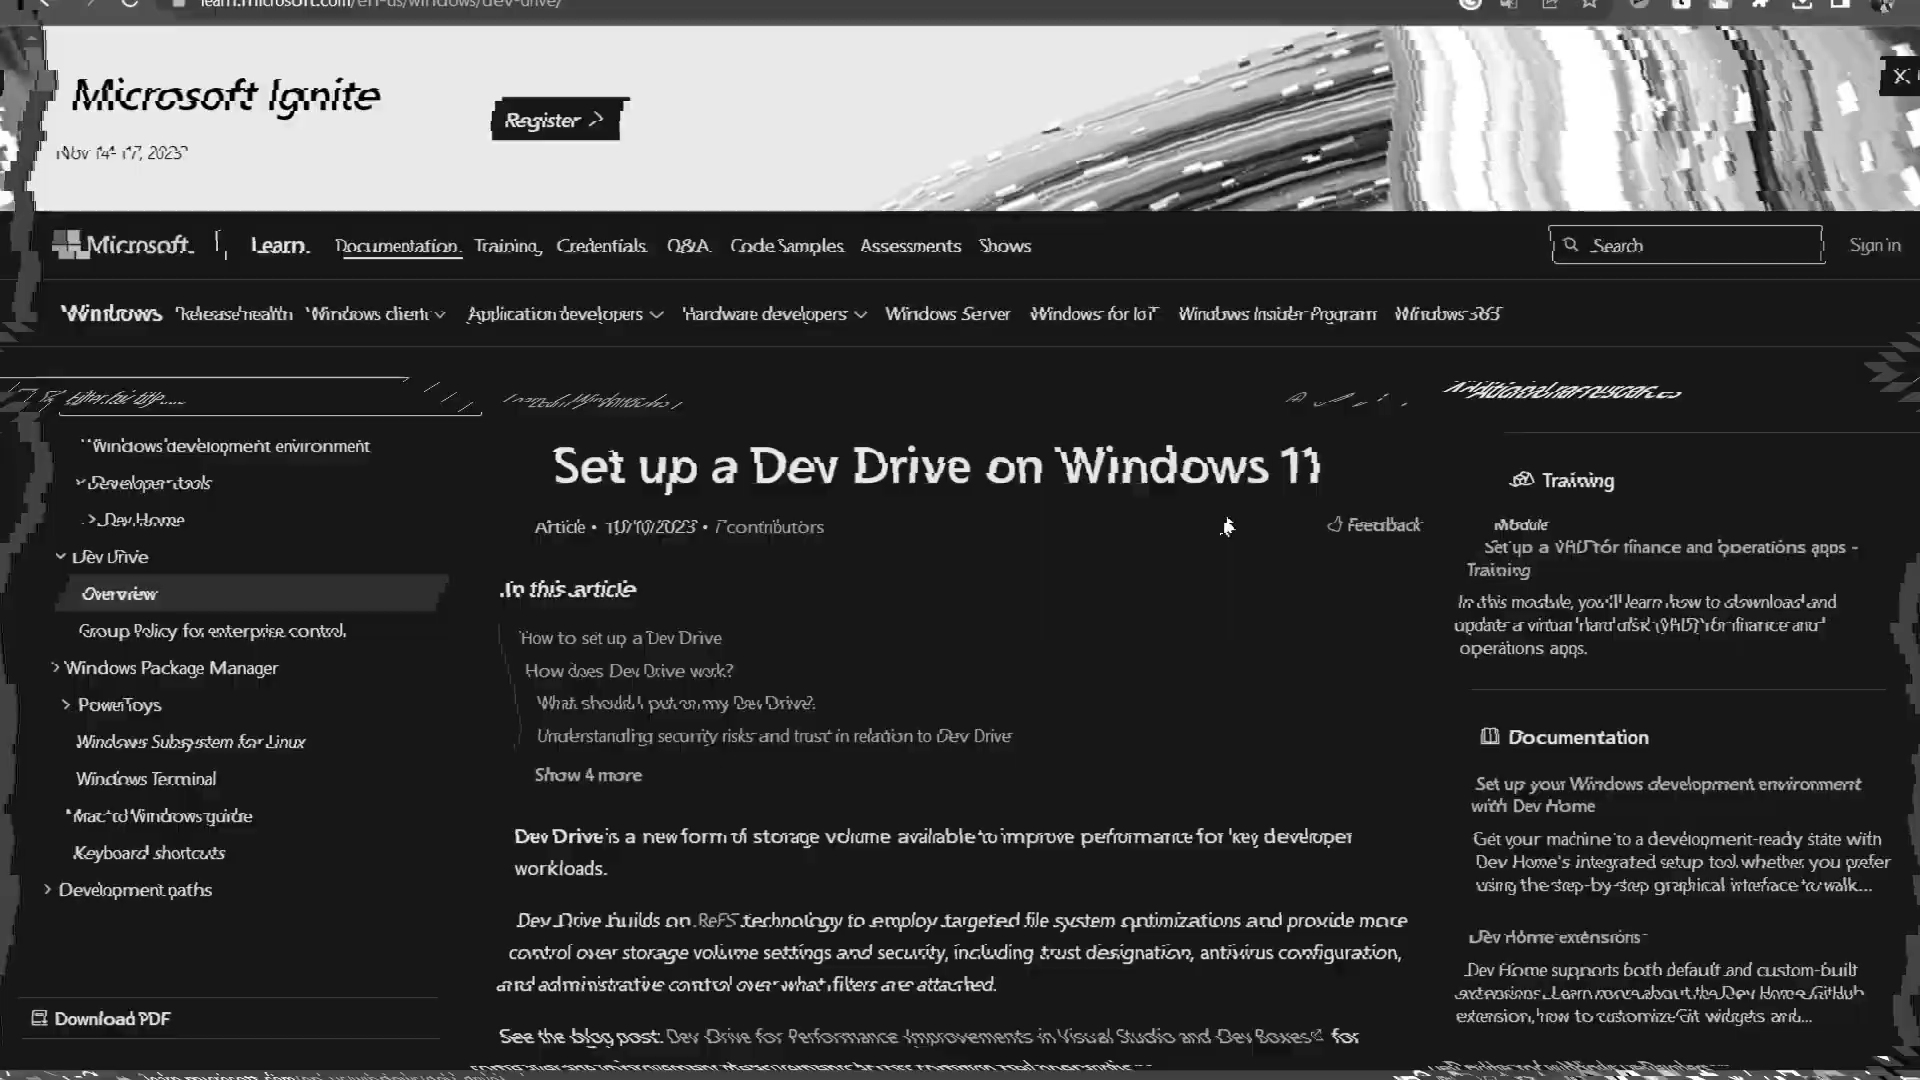 learn.microsoft.com/en-us/windows/dev-drive/
Microsoft Ignite
Register
Nov 14–17, 2023
Microsoft
Learn
Documentation
Training
Credentials
Q&A
Code Samples
Assessments
Shows
Search
Sign in
Windows
Release health
Windows client
Application developers
Hardware developers
Windows Server
Windows for IoT
Windows Insider Program
Windows 365
Filter by title
Additional resources
Windows development environment
Developer tools
Dev Home
Dev Drive
Overview
Group Policy for enterprise control
Windows Package Manager
PowerToys
Windows Subsystem for Linux
Windows Terminal
Mac to Windows guide
Keyboard shortcuts
Development paths
Download PDF
Set up a Dev Drive on Windows 11
Article • 10/10/2023 • 7 contributors
Feedback
In this article
How to set up a Dev Drive
How does Dev Drive work?
What should I put on my Dev Drive?
Understanding security risks and trust in relation to Dev Drive
Show 4 more
Dev Drive is a new form of storage volume available to improve performance for key developer
workloads.
Dev Drive builds on ReFS technology to employ targeted file system optimizations and provide more
control over storage volume settings and security, including trust designation, antivirus configuration,
and administrative control over what filters are attached.
See the blog post: Dev Drive for Performance Improvements in Visual Studio and Dev Boxes for
Training
Module
Set up a VHD for finance and operations apps -
Training
In this module, you'll learn how to download and
update a virtual hard disk (VHD) for finance and
operations apps.
Documentation
Set up your Windows development environment
with Dev Home
Get your machine to a development-ready state with
Dev Home's integrated setup tool, whether you prefer
using the step-by-step graphical interface to walk...
Dev Home extensions
Dev Home supports both default and custom-built
extensions. Learn more about the Dev Home GitHub
extension, how to customize Git widgets and...